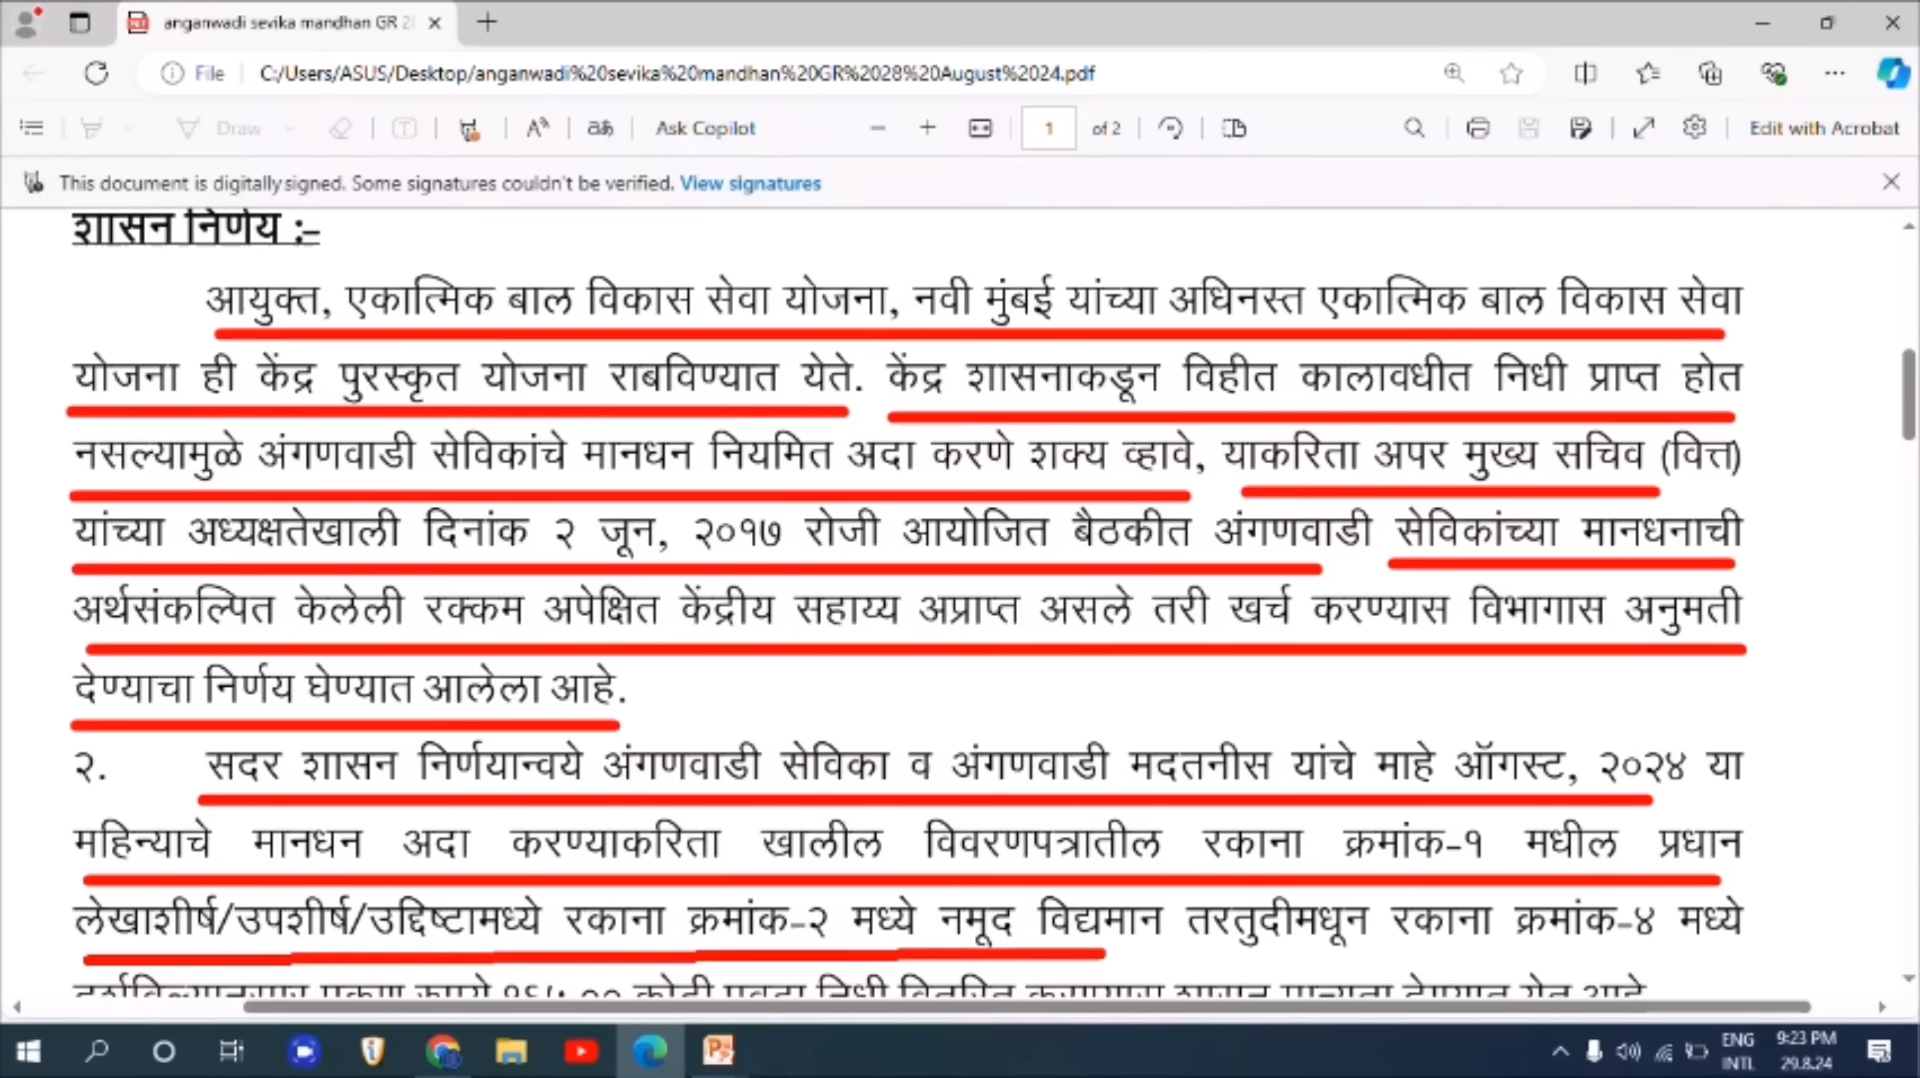 anganwadi sevika mandhan GR 2
File C:/Users/ASUS/Desktop/anganwadi%20sevika%20mandhan%20GR%2028%20August%2024.pdf
Draw Ask Copilot 1 of 2 Edit with Acrobat
This document is digitally signed. Some signatures couldn't be verified. View signatures
शासन निर्णय :-
आयुक्त, एकात्मिक बाल विकास सेवा योजना, नवी मुंबई यांच्या अधिनस्त एकात्मिक बाल विकास सेवा
योजना ही केंद्र पुरस्कृत योजना राबविण्यात येते. केंद्र शासनाकडून विहीत कालावधीत निधी प्राप्त होत
नसल्यामुळे अंगणवाडी सेविकांचे मानधन नियमित अदा करणे शक्य व्हावे, याकरिता अपर मुख्य सचिव (वित्त)
यांच्या अध्यक्षतेखाली दिनांक २ जून, २०१७ रोजी आयोजित बैठकीत अंगणवाडी सेविकांच्या मानधनाची
अर्थसंकल्पित केलेली रक्कम अपेक्षित केंद्रीय सहाय्य अप्राप्त असले तरी खर्च करण्यास विभागास अनुमती
देण्याचा निर्णय घेण्यात आलेला आहे.
२. सदर शासन निर्णयान्वये अंगणवाडी सेविका व अंगणवाडी मदतनीस यांचे माहे ऑगस्ट, २०२४ या
महिन्याचे मानधन अदा करण्याकरिता खालील विवरणपत्रातील रकाना क्रमांक-१ मधील प्रधान
लेखाशीर्ष/उपशीर्ष/उद्दिष्टामध्ये रकाना क्रमांक-२ मध्ये नमूद विद्यमान तरतुदीमधून रकाना क्रमांक-४ मध्ये
ENG 9:23 PM
INTL 29.8.24